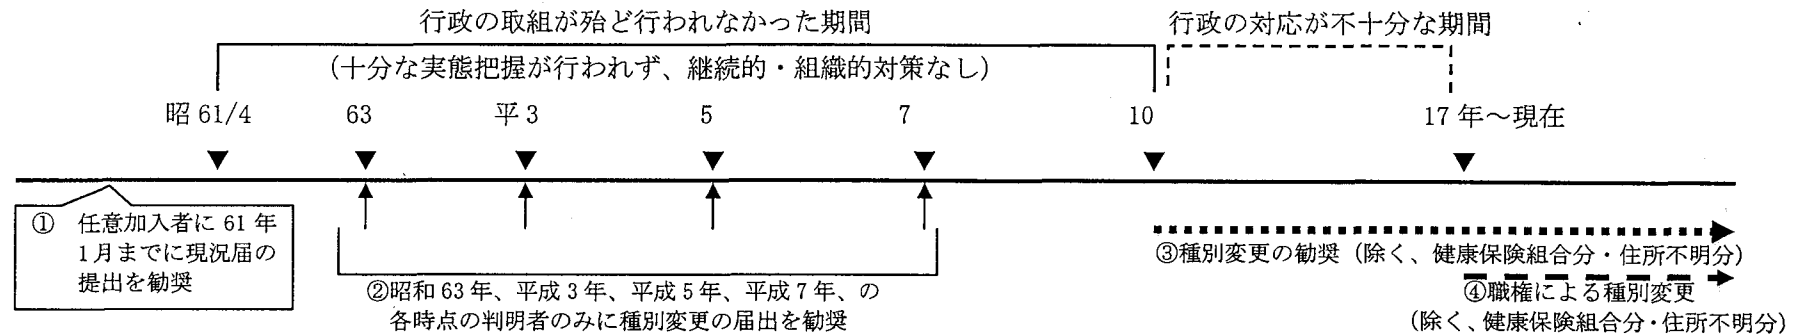 行政の取組が殆ど行われなかった期間
行政の対応が不十分な期間
（十分な実態把握が行われず、継続的・組織的対策なし）
昭 61/4
63
平 3
5
7
10
17 年～現在
① 任意加入者に 61 年
1 月までに現況届の
提出を勧奨
②昭和 63 年、平成 3 年、平成 5 年、平成 7 年、の
各時点の判明者のみに種別変更の届出を勧奨
③種別変更の勧奨（除く、健康保険組合分・住所不明分）
④職権による種別変更
（除く、健康保険組合分・住所不明分）